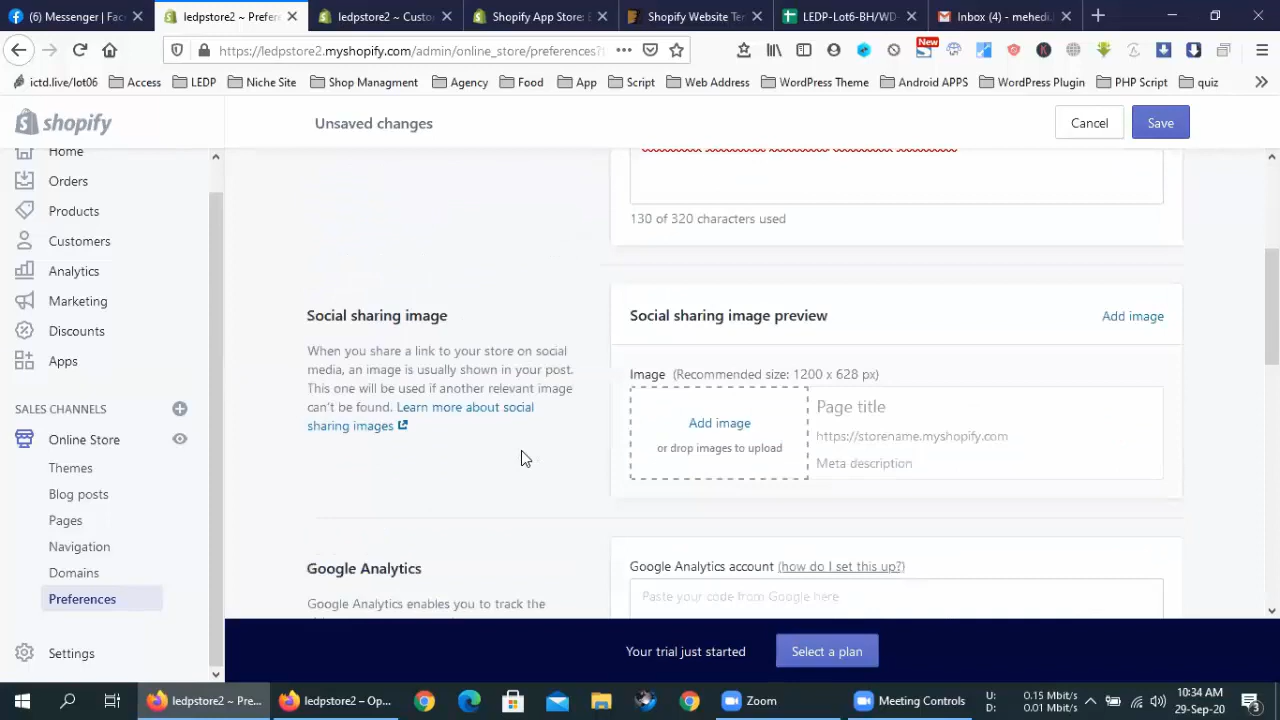 Messenger | Fac
ledpstore2 ~ Prefere
ledpstore2 ~ Custo
Shopify App Store: E
Shopify Website Ter
LEDP-Lot6-BH/WD-
Inbox (4) - mehedi.i
https://ledpstore2.myshopify.com/admin/online_store/preferences?
New
ictd.live/lot06
Access
LEDP
Niche Site
Shop Managment
Agency
Food
App
Script
Web Address
WordPress Theme
Android APPS
WordPress Plugin
PHP Script
quiz
shopify
Unsaved changes
Cancel
Save
Home
Orders
Products
Customers
Analytics
Marketing
Discounts
Apps
SALES CHANNELS
Online Store
Themes
Blog posts
Pages
Navigation
Domains
Preferences
Settings
130 of 320 characters used
Social sharing image
When you share a link to your store on social
media, an image is usually shown in your post.
This one will be used if another relevant image
can't be found. Learn more about social
sharing images
Social sharing image preview
Add image
Image (Recommended size: 1200 x 628 px)
Add image
or drop images to upload
Page title
https://storename.myshopify.com
Meta description
Google Analytics
Google Analytics enables you to track the
Google Analytics account (how do I set this up?)
Paste your code from Google here
Your trial just started
Select a plan
ledpstore2 ~ Pre...
ledpstore2 ~ Op...
Zoom
Meeting Controls
U: 0.15 Mbit/s
D: 0.01 Mbit/s
10:34 AM
29-Sep-20
3